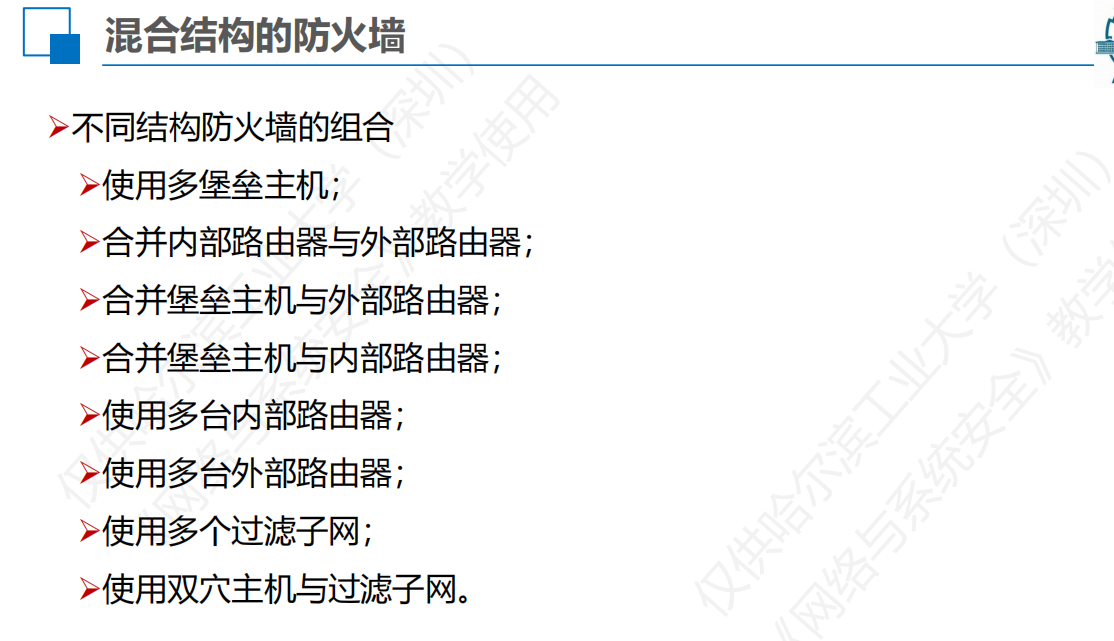 混合结构的防火墙
不同结构防火墙的组合
使用多堡垒主机；
合并内部路由器与外部路由器；
合并堡垒主机与外部路由器；
合并堡垒主机与内部路由器；
使用多台内部路由器；
使用多台外部路由器；
使用多个过滤子网；
使用双穴主机与过滤子网。
仅供哈尔滨工业大学（深圳）
《网络与系统安全》教学使用
仅供哈尔滨工业大学（深圳）
《网络与系统安全》教学